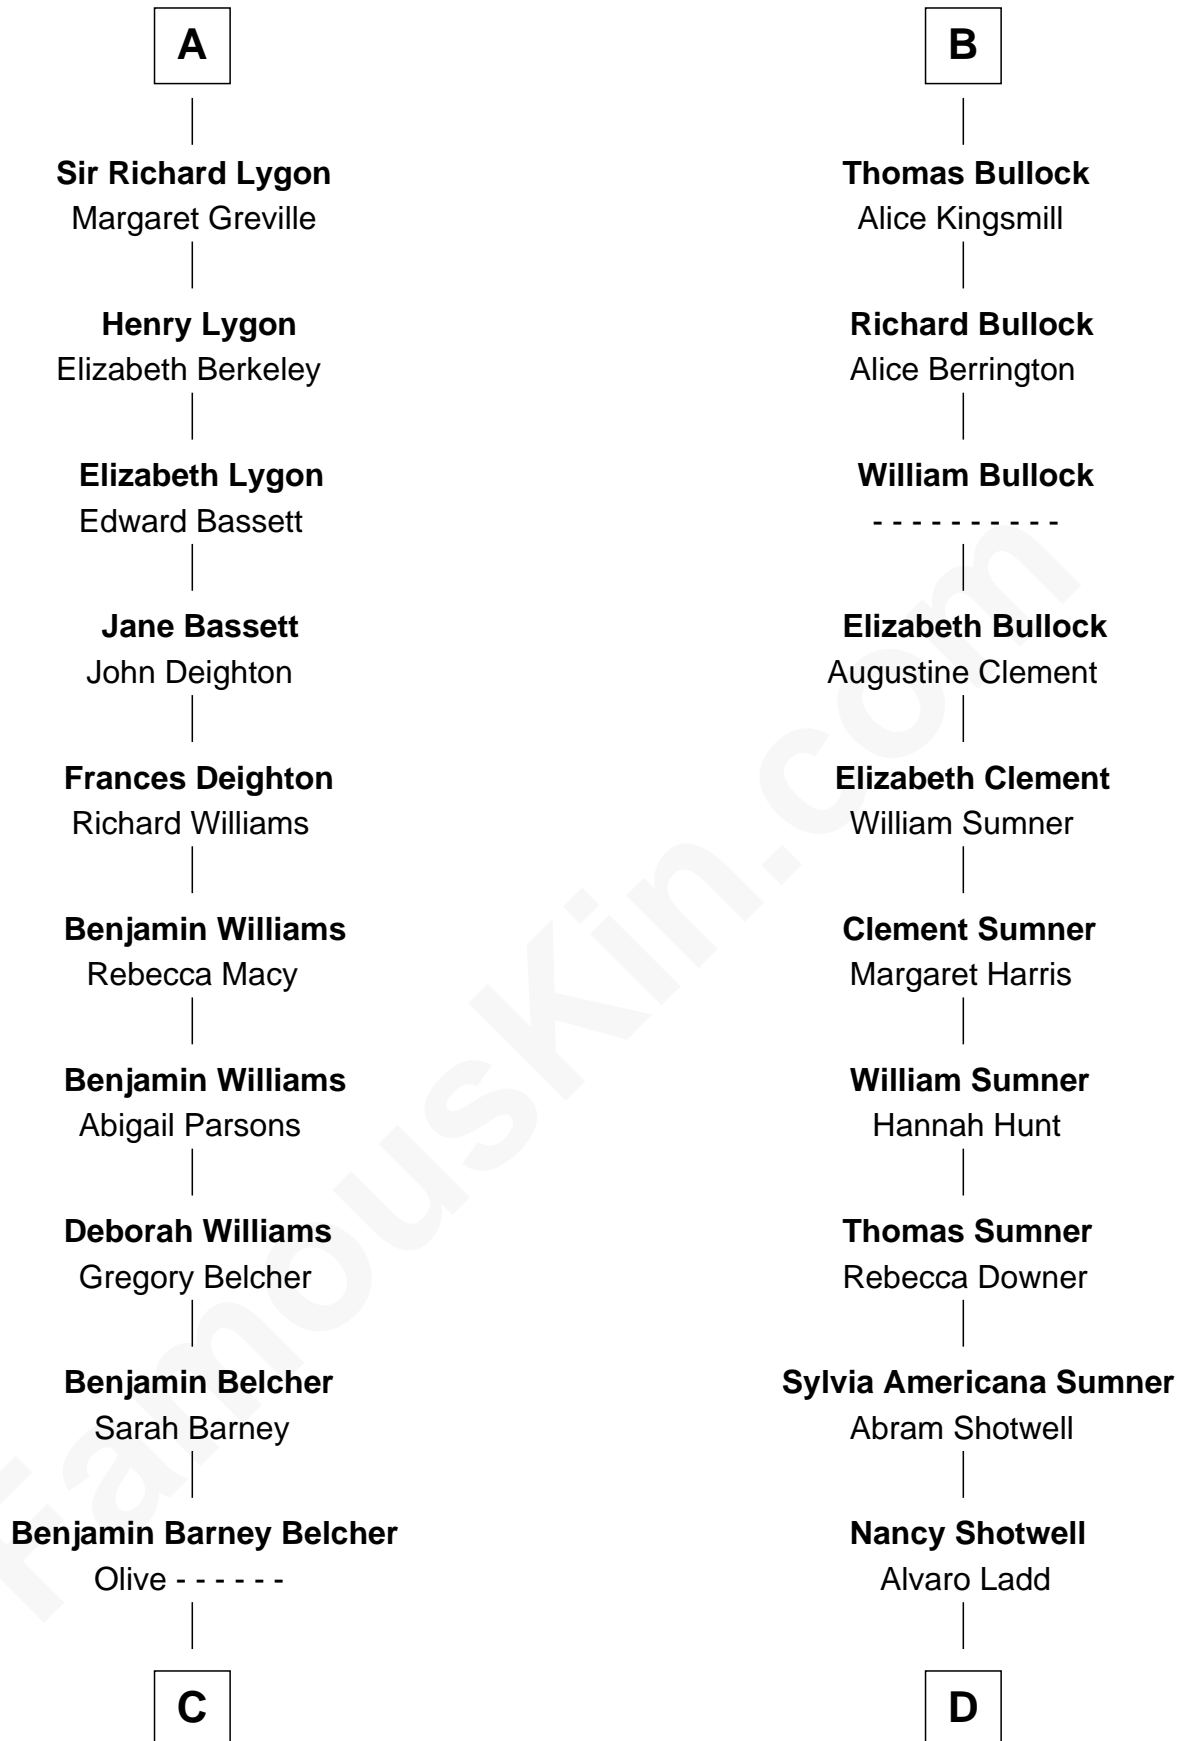 A
Sir Richard Lygon
Margaret Greville
Henry Lygon
Elizabeth Berkeley
Elizabeth Lygon
Edward Bassett
Jane Bassett
John Deighton
Frances Deighton
Richard Williams
Benjamin Williams
Rebecca Macy
Benjamin Williams
Abigail Parsons
Deborah Williams
Gregory Belcher
Benjamin Belcher
Sarah Barney
Benjamin Barney Belcher
Olive - - - - - -
C
B
Thomas Bullock
Alice Kingsmill
Richard Bullock
Alice Berrington
William Bullock
- - - - - - - - - -
Elizabeth Bullock
Augustine Clement
Elizabeth Clement
William Sumner
Clement Sumner
Margaret Harris
William Sumner
Hannah Hunt
Thomas Sumner
Rebecca Downer
Sylvia Americana Sumner
Abram Shotwell
Nancy Shotwell
Alvaro Ladd
D
FamousKin.com